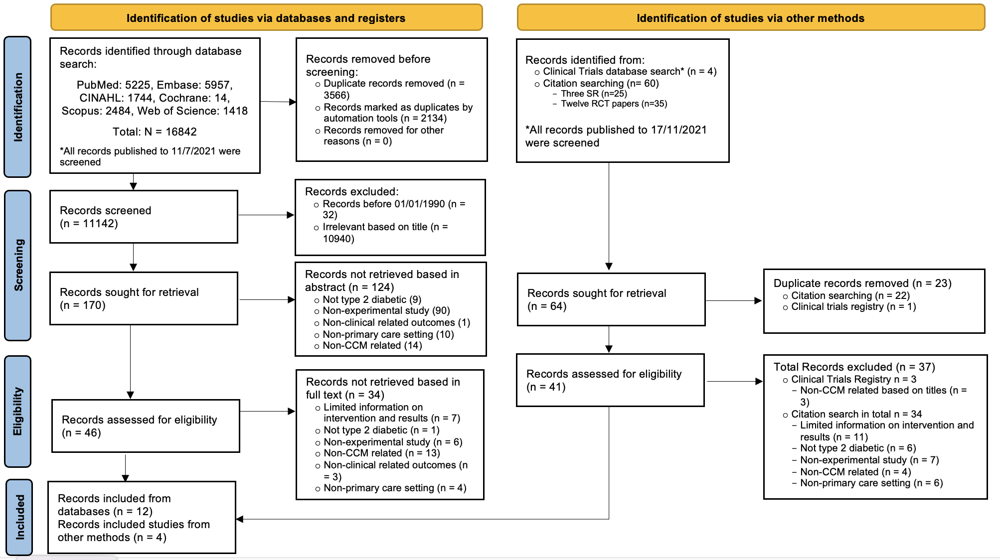 Identification of studies via databases and registers
Identification of studies via other methods
Identification
Records identified through database
search:
PubMed: 5225, Embase: 5957,
CINAHL: 1744, Cochrane: 14,
Scopus: 2484, Web of Science: 1418
Total: N = 16842
*All records published to 11/7/2021 were
screened
Records removed before
screening:
o Duplicate records removed (n =
3566)
o Records marked as duplicates by
automation tools (n = 2134)
o Records removed for other
reasons (n = 0)
Records identified from:
o Clinical Trials database search* (n = 4)
o Citation searching (n= 60)
– Three SR (n=25)
– Twelve RCT papers (n=35)
*All records published to 17/11/2021
were screened
Screening
Records screened
(n = 11142)
Records excluded:
o Records before 01/01/1990 (n =
32)
o Irrelevant based on title (n =
10940)
Records sought for retrieval
(n = 170)
Records not retrieved based in
abstract (n = 124)
o Not type 2 diabetic (9)
o Non-experimental study (90)
o Non-clinical related outcomes (1)
o Non-primary care setting (10)
o Non-CCM related (14)
Records sought for retrieval
(n = 64)
Duplicate records removed (n = 23)
o Citation searching (n = 22)
o Clinical trials registry (n = 1)
Eligibility
Records assessed for eligibility
(n = 46)
Records not retrieved based in
full text (n = 34)
o Limited information on
intervention and results (n = 7)
o Not type 2 diabetic (n = 1)
o Non-experimental study (n = 6)
o Non-CCM related (n = 13)
o Non-clinical related outcomes (n
= 3)
o Non-primary care setting (n = 4)
Records assessed for eligibility
(n = 41)
Total Records excluded (n = 37)
o Clinical Trials Registry n = 3
– Non-CCM related based on titles (n =
3)
o Citation search in total n = 34
– Limited information on intervention and
results (n = 11)
– Not type 2 diabetic (n = 6)
– Non-experimental study (n = 7)
– Non-CCM related (n = 4)
– Non-primary care setting (n = 6)
Included
Records included from
databases (n = 12)
Records included studies from
other methods (n = 4)